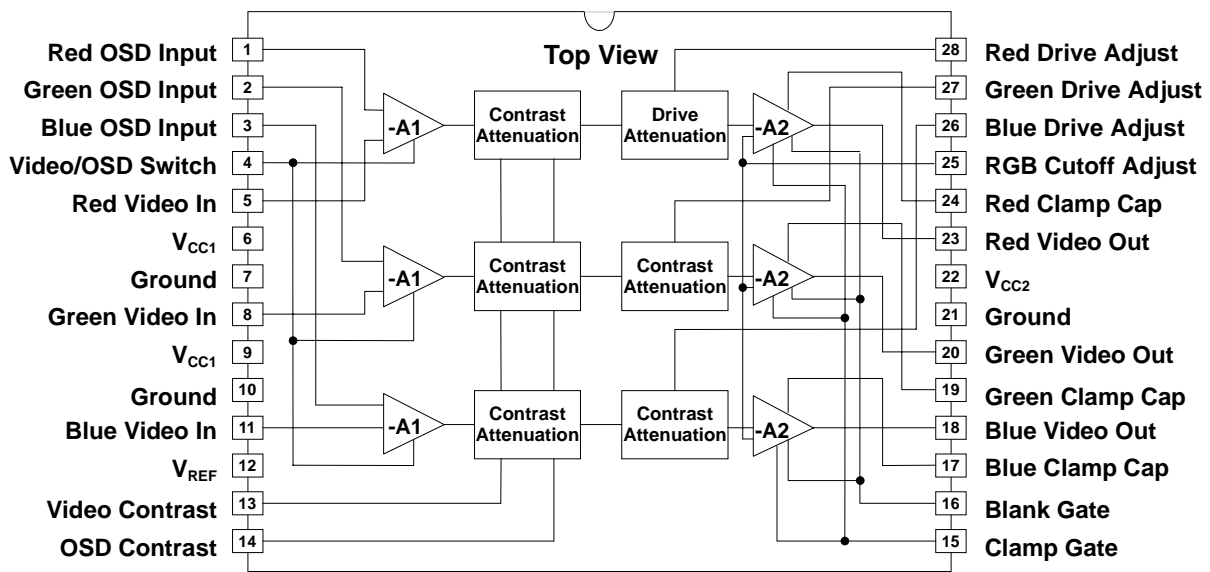 Top View
Red OSD Input 1
Green OSD Input 2
Blue OSD Input 3
Video/OSD Switch 4
Red Video In 5
VCC1 6
Ground 7
Green Video In 8
VCC1 9
Ground 10
Blue Video In 11
VREF 12
Video Contrast 13
OSD Contrast 14
-A1
Contrast
Attenuation
Drive
Attenuation
-A2
-A1
Contrast
Attenuation
Contrast
Attenuation
-A2
-A1
Contrast
Attenuation
Contrast
Attenuation
-A2
28 Red Drive Adjust
27 Green Drive Adjust
26 Blue Drive Adjust
25 RGB Cutoff Adjust
24 Red Clamp Cap
23 Red Video Out
22 VCC2
21 Ground
20 Green Video Out
19 Green Clamp Cap
18 Blue Video Out
17 Blue Clamp Cap
16 Blank Gate
15 Clamp Gate